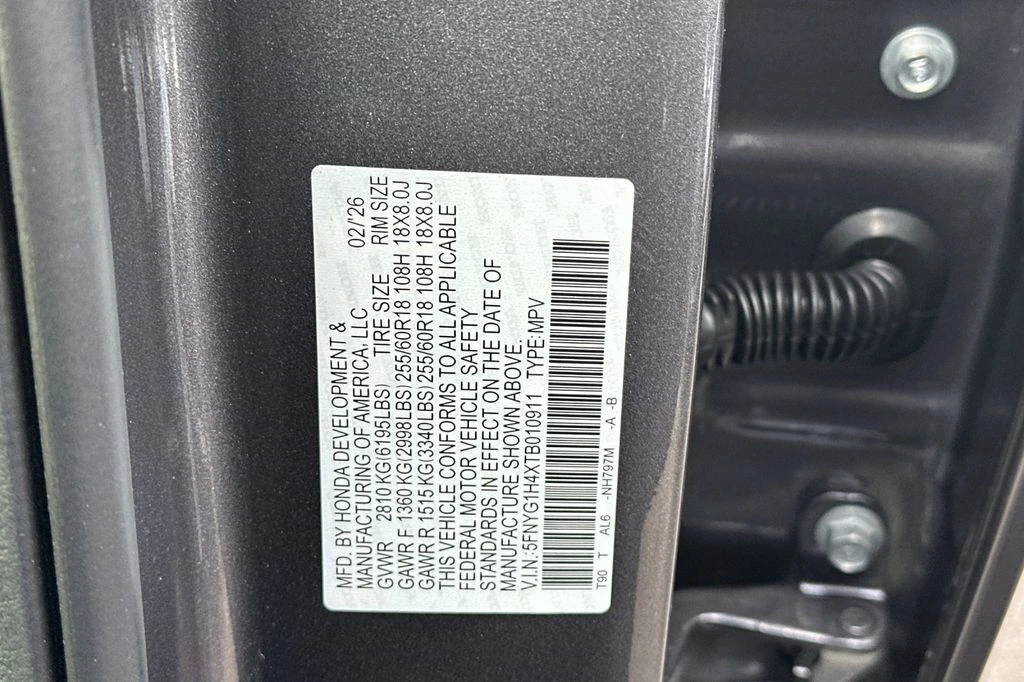 MFD. BY HONDA DEVELOPMENT &
MANUFACTURING OF AMERICA, LLC 02/'26
GVWR 2810 KG(6195LBS) TIRE SIZE RIM SIZE
GAWR F 1360 KG(2998LBS) 255/60R18 108H 18X8.0J
GAWR R 1515 KG(3340LBS) 255/60R18 108H 18X8.0J
THIS VEHICLE CONFORMS TO ALL APPLICABLE
FEDERAL MOTOR VEHICLE SAFETY
STANDARDS IN EFFECT ON THE DATE OF
MANUFACTURE SHOWN ABOVE.
V.I.N.:5FNYG1H4XTB010911 TYPE:MPV
T90 T AL6 -NH797M -A -B